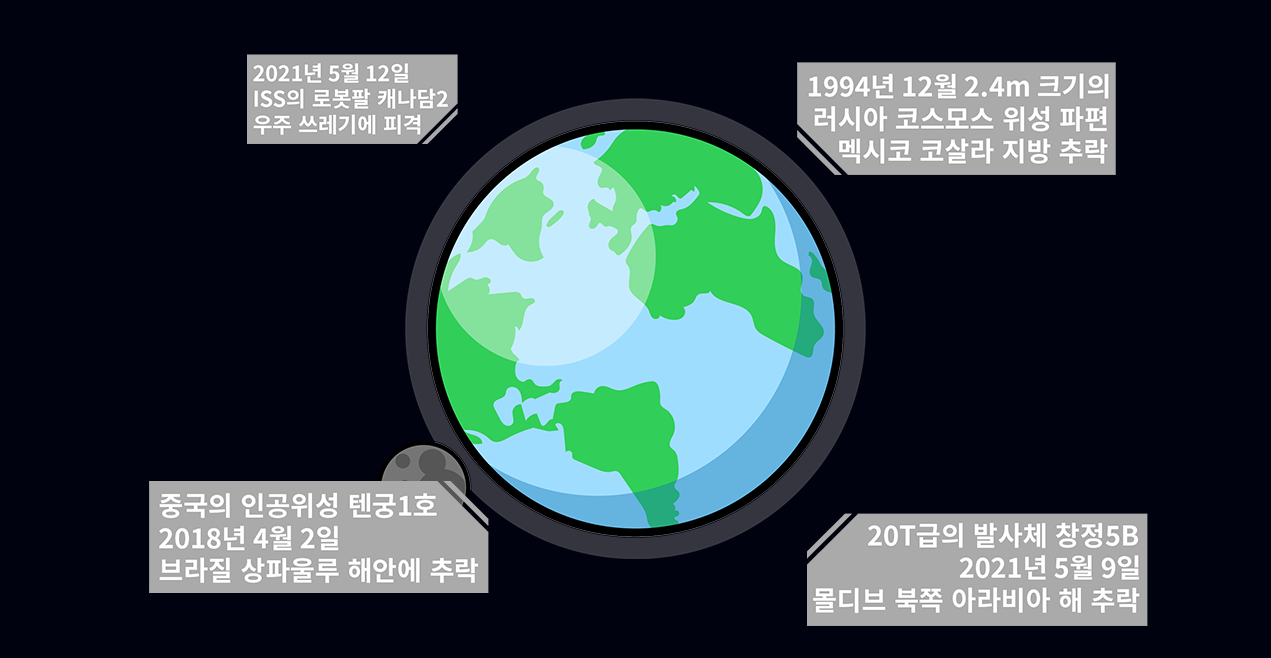 2021년 5월 12일
ISS의 로봇팔 캐나담2
우주 쓰레기에 피격
1994년 12월 2.4m 크기의
러시아 코스모스 위성 파편
멕시코 코살라 지방 추락
중국의 인공위성 텐궁1호
2018년 4월 2일
브라질 상파울루 해안에 추락
20T급의 발사체 창정5B
2021년 5월 9일
몰디브 북쪽 아라비아 해 추락